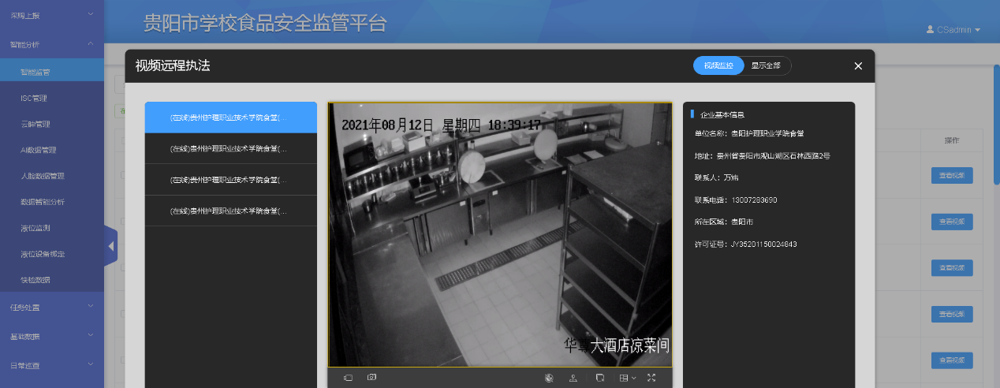 采购上报
贵阳市学校食品安全监管平台
CSadmin
智能分析
智能监管
ISC管理
云眸管理
AI数据管理
人脸数据管理
数据智能分析
液位监测
液位设备绑定
快检数据
任务处置
基础数据
日常巡查
视频远程执法
视频监控
显示全部
(在线)贵州护理职业技术学院食堂(...
(在线)贵州护理职业技术学院食堂(...
(在线)贵州护理职业技术学院食堂(...
(在线)贵州护理职业技术学院食堂(...
2021年08月12日 星期四 18:39:17
大酒店凉菜间
企业基本信息
单位名称：贵阳护理职业学院食堂
地址：贵州省贵阳市观山湖区石林西路2号
联系人：万炜
联系电话：13007283690
所在区域：贵阳市
许可证号：JY35201150024843
操作
查看视频
查看视频
查看视频
查看视频
查看视频